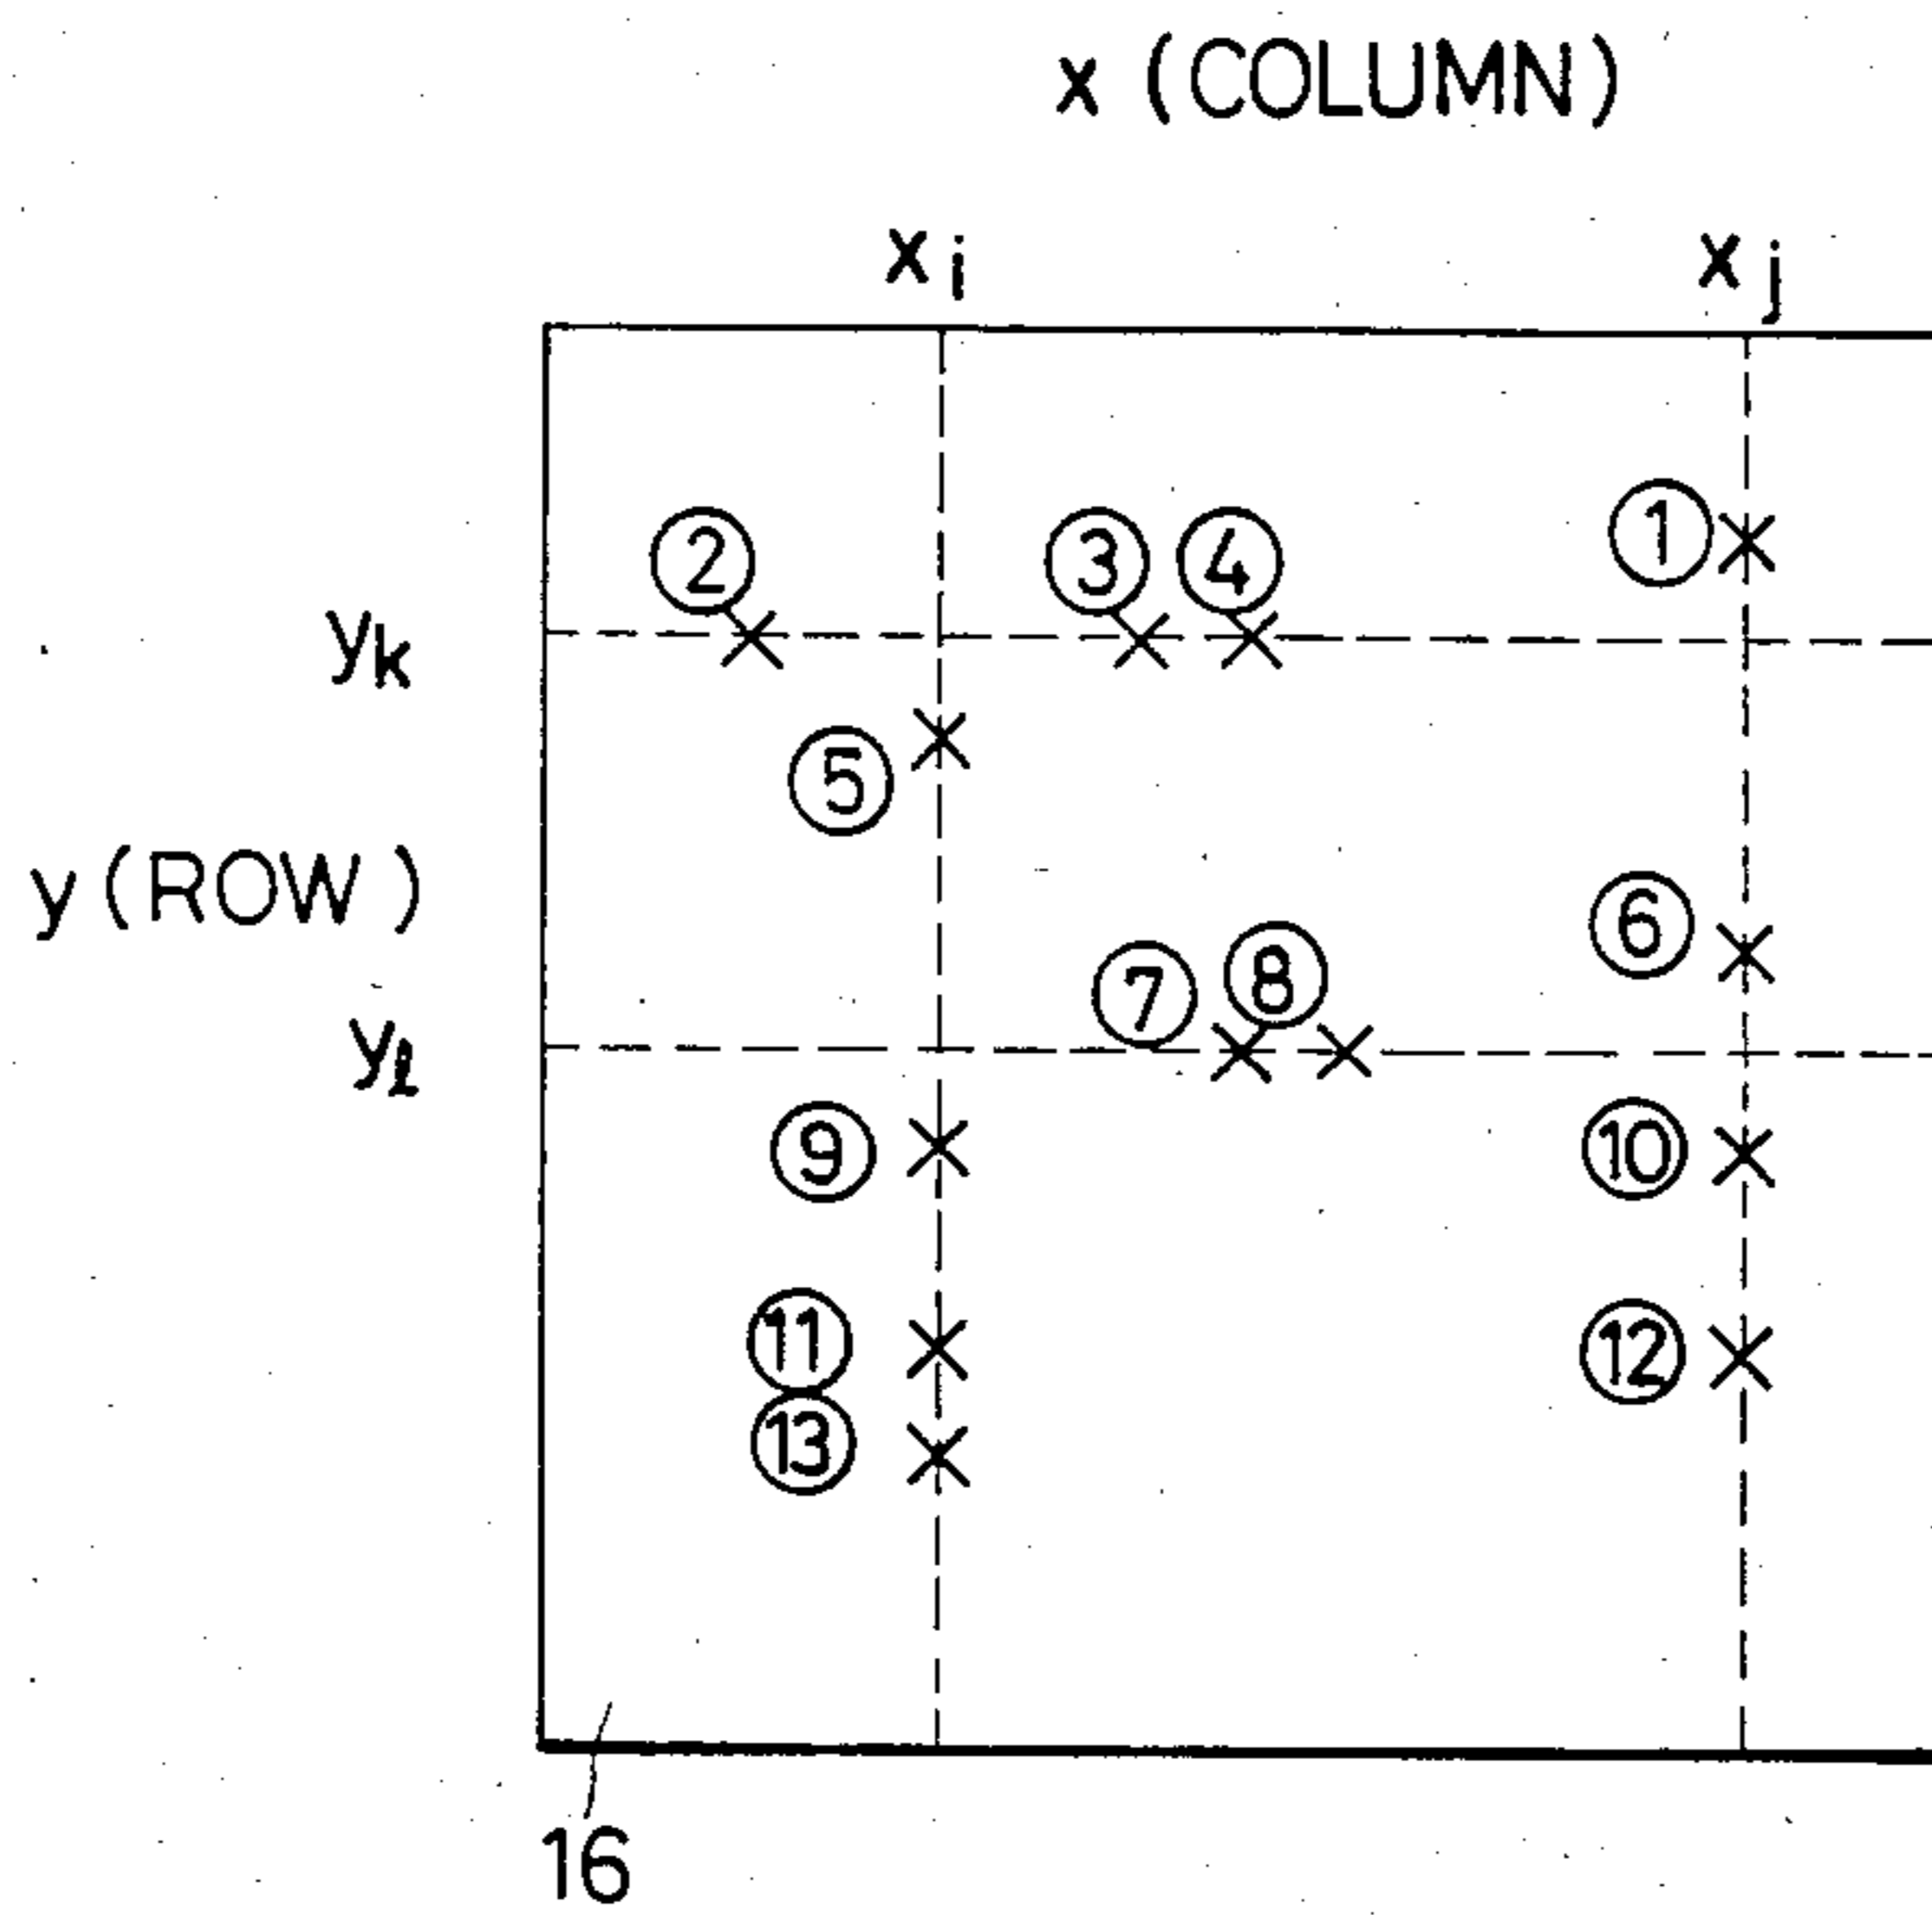 x (COLUMN)
xi xj
① 
② ③ ④
yk
⑤
y (ROW)
⑥
⑦ ⑧
yl
⑨ ⑩
⑪ ⑫
⑬
16